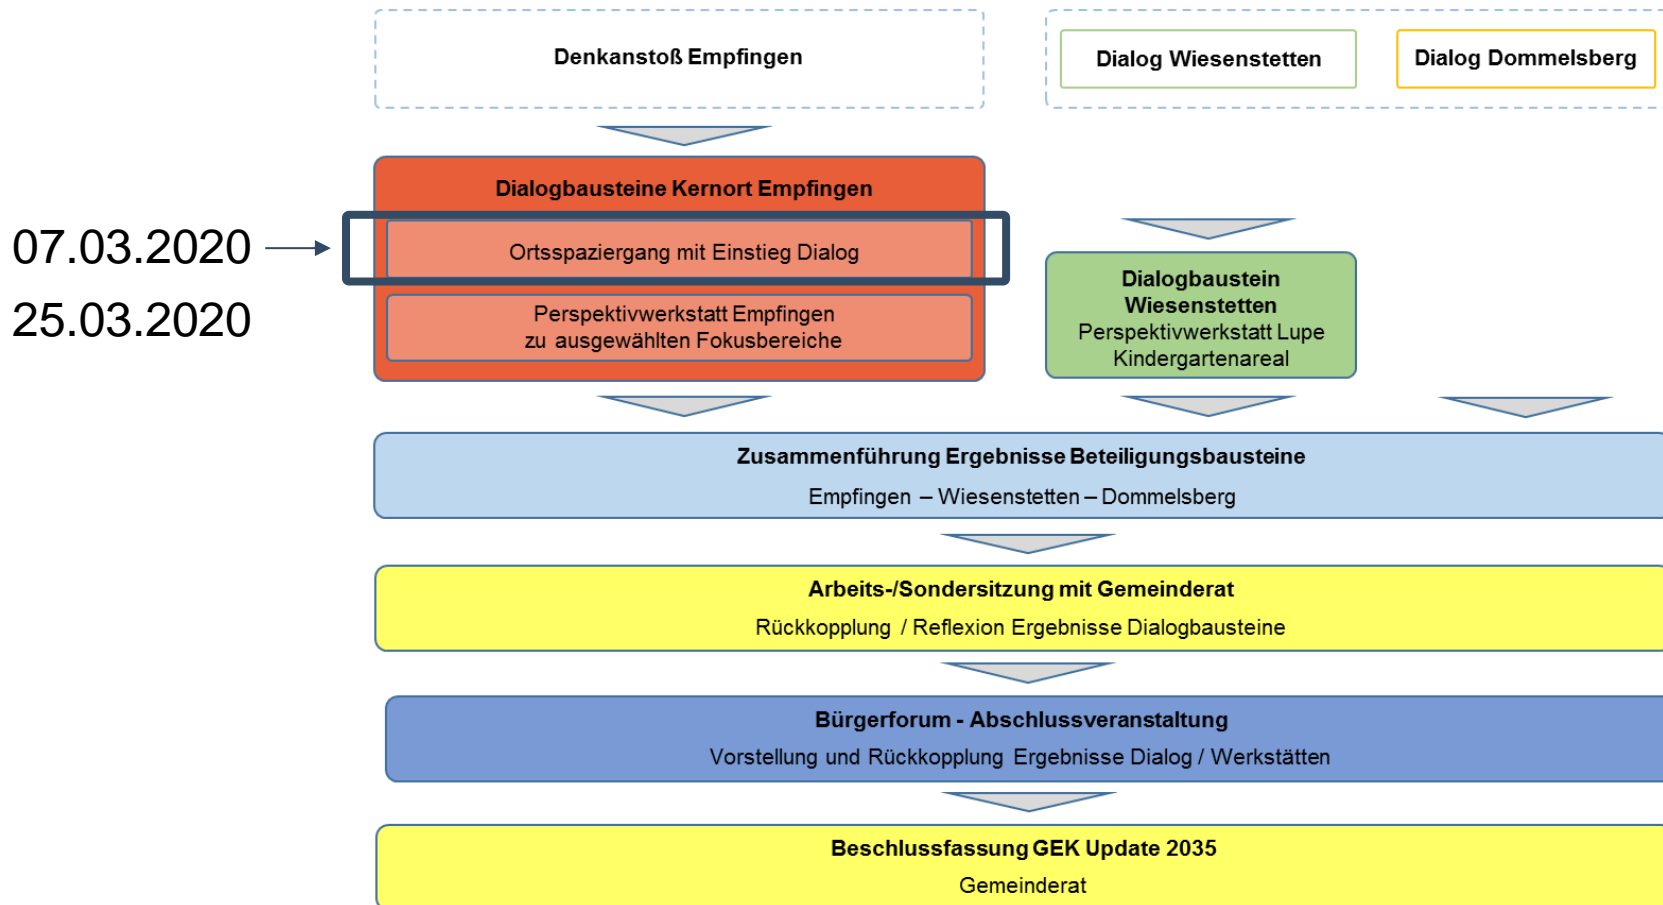 Denkanstoß Empfingen
Dialog Wiesenstetten
Dialog Dommelsberg
Dialogbausteine Kernort Empfingen
07.03.2020
Ortsspaziergang mit Einstieg Dialog
25.03.2020
Perspektivwerkstatt Empfingen
zu ausgewählten Fokusbereiche
Dialogbaustein
Wiesenstetten
Perspektivwerkstatt Lupe
Kindergartenareal
Zusammenführung Ergebnisse Beteiligungsbausteine
Empfingen – Wiesenstetten – Dommelsberg
Arbeits-/Sondersitzung mit Gemeinderat
Rückkopplung / Reflexion Ergebnisse Dialogbausteine
Bürgerforum - Abschlussveranstaltung
Vorstellung und Rückkopplung Ergebnisse Dialog / Werkstätten
Beschlussfassung GEK Update 2035
Gemeinderat